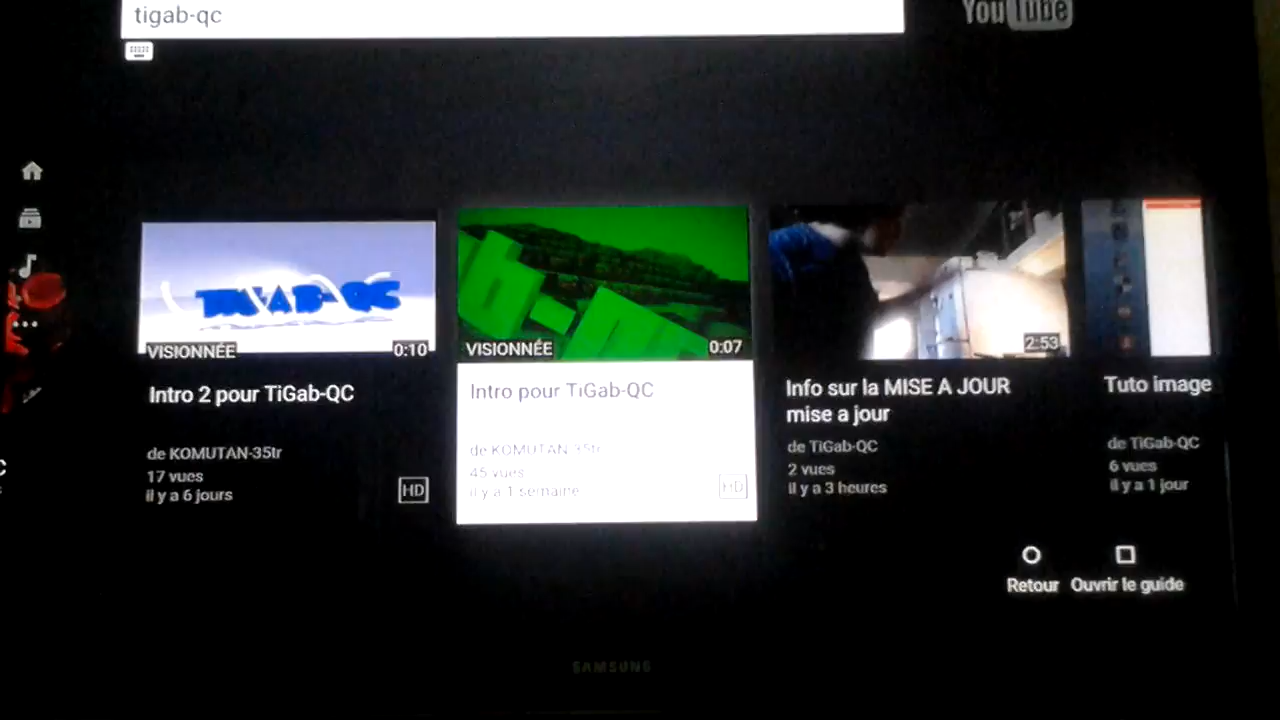 tigab-qc
YouTube
TIGAB-QC
VISIONNÉE
0:10
Intro 2 pour TiGab-QC
de KOMUTAN-35tr
17 vues
il y a 6 jours
HD
VISIONNÉE
0:07
Intro pour TiGab-QC
de KOMUTAN-35tr
45 vues
il y a 1 semaine
HD
2:53
Info sur la MISE A JOUR
mise a jour
de TiGab-QC
2 vues
il y a 3 heures
Tuto image
de TiGab-QC
6 vues
il y a 1 jour
Retour
Ouvrir le guide
SAMSUNG